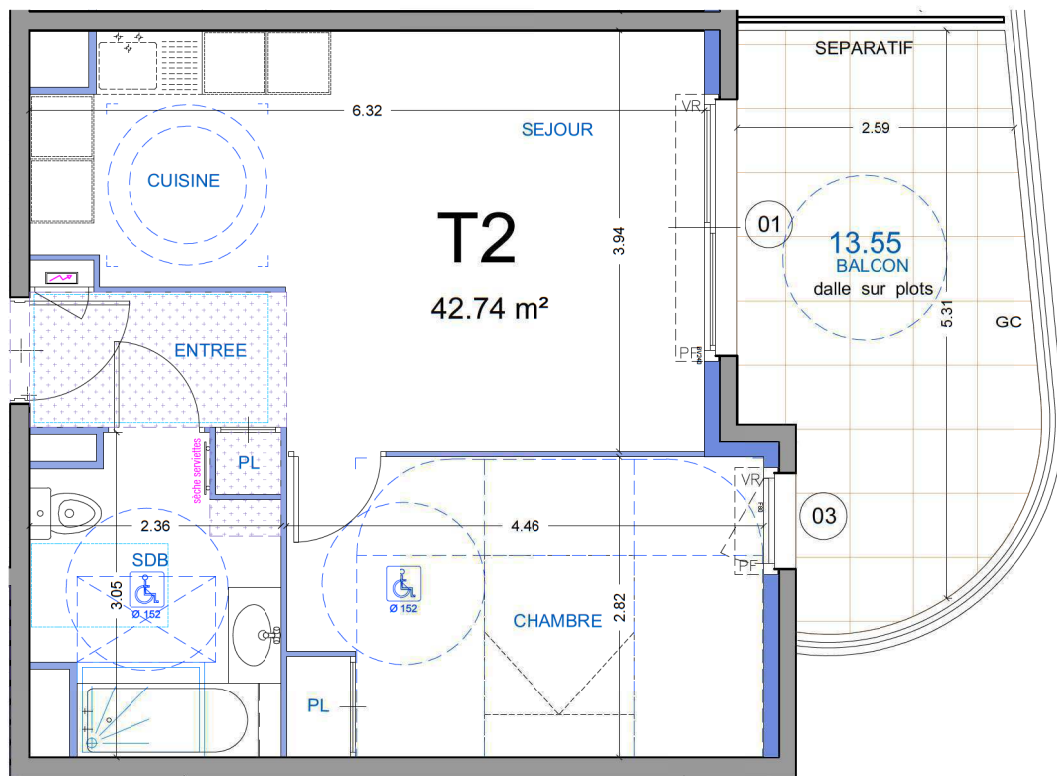 SEPARATIF
VR
6.32
SEJOUR
2.59
CUISINE
T2
3.94
01
13.55
BALCON
dalle sur plots
42.74 m²
5.31
GC
ENTREE
PF
PL
sèche serviettes
VR
2.36
4.46
03
SDB
PF
3.05
Ø 152
Ø 152
2.82
CHAMBRE
PL